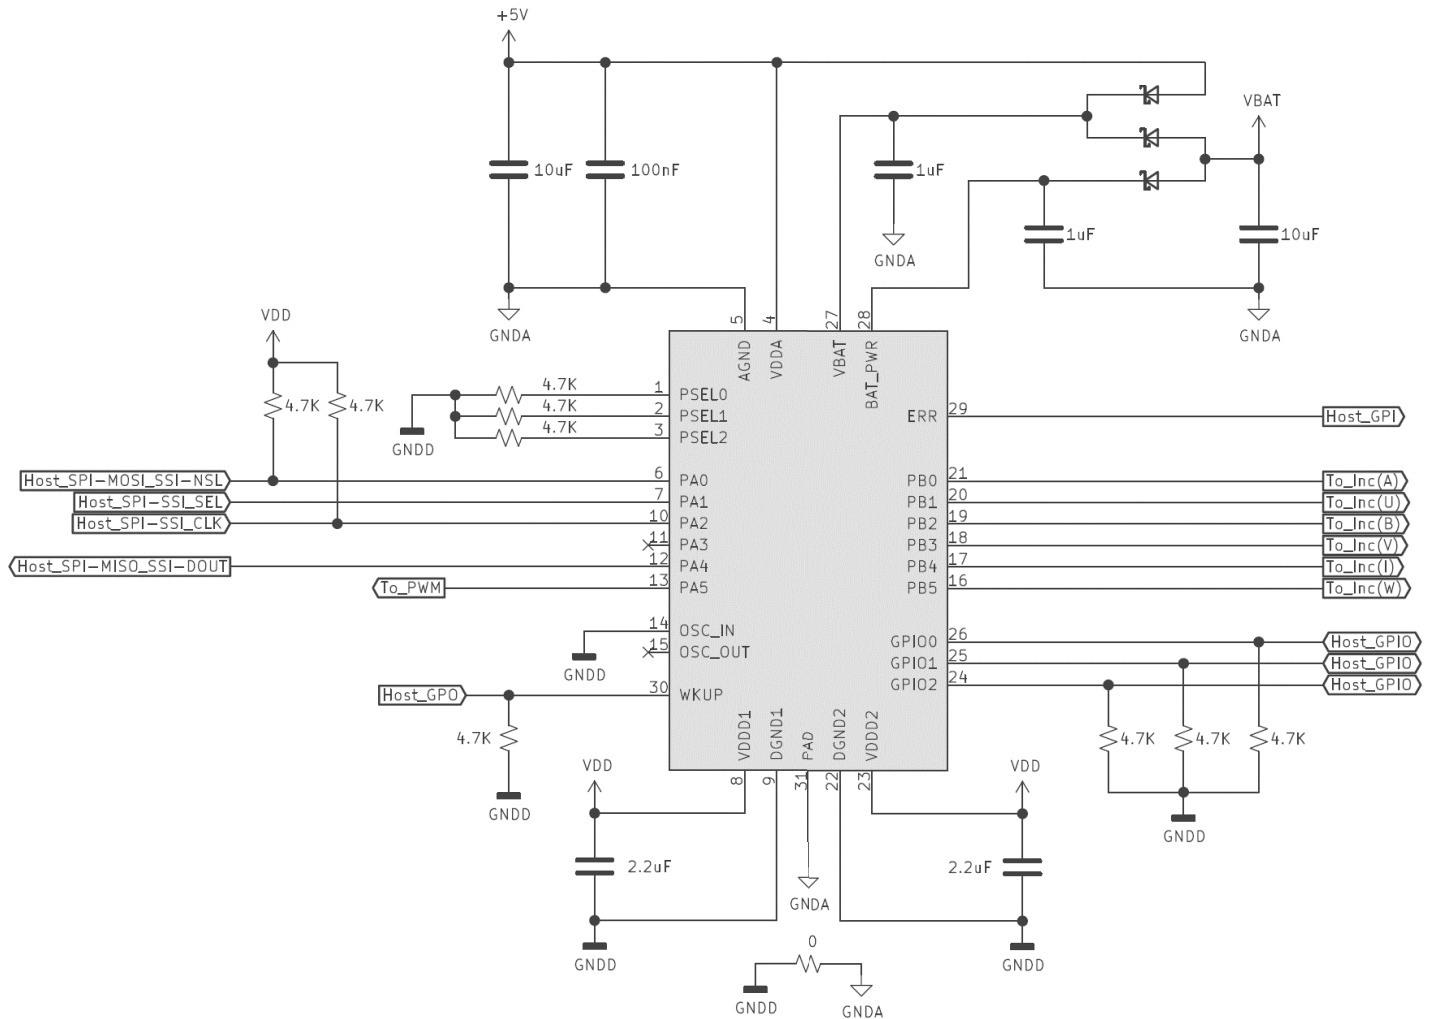 +5V
VBAT
10uF
100nF
1uF
1uF
10uF
GNDA
GNDA
GNDA
VDD
4.7K
4.7K
5
4
27
28
AGND
VDDA
VBAT
BAT_PWR
4.7K
4.7K
4.7K
GNDD
1 PSEL0
2 PSEL1
3 PSEL2
ERR 29
Host_GPI
Host_SPI-MOSI_SSI-NSL
6 PA0
PB0 21
To_Inc(A)
Host_SPI-SSI_SEL
7 PA1
PB1 20
To_Inc(U)
Host_SPI-SSI_CLK
10 PA2
PB2 19
To_Inc(B)
11 PA3
PB3 18
To_Inc(V)
Host_SPI-MISO_SSI-DOUT
12 PA4
PB4 17
To_Inc(I)
To_PWM
13 PA5
PB5 16
To_Inc(W)
14 OSC_IN
15 OSC_OUT
GNDD
GPIO0 26
Host_GPIO
GPIO1 25
Host_GPIO
GPIO2 24
Host_GPIO
Host_GPO
30 WKUP
4.7K
GNDD
VDDD1
DGND1
PAD
DGND2
VDDD2
8
9
31
22
23
4.7K
4.7K
4.7K
GNDD
VDD
2.2uF
GNDD
GNDA
VDD
2.2uF
GNDD
0
GNDD
GNDA